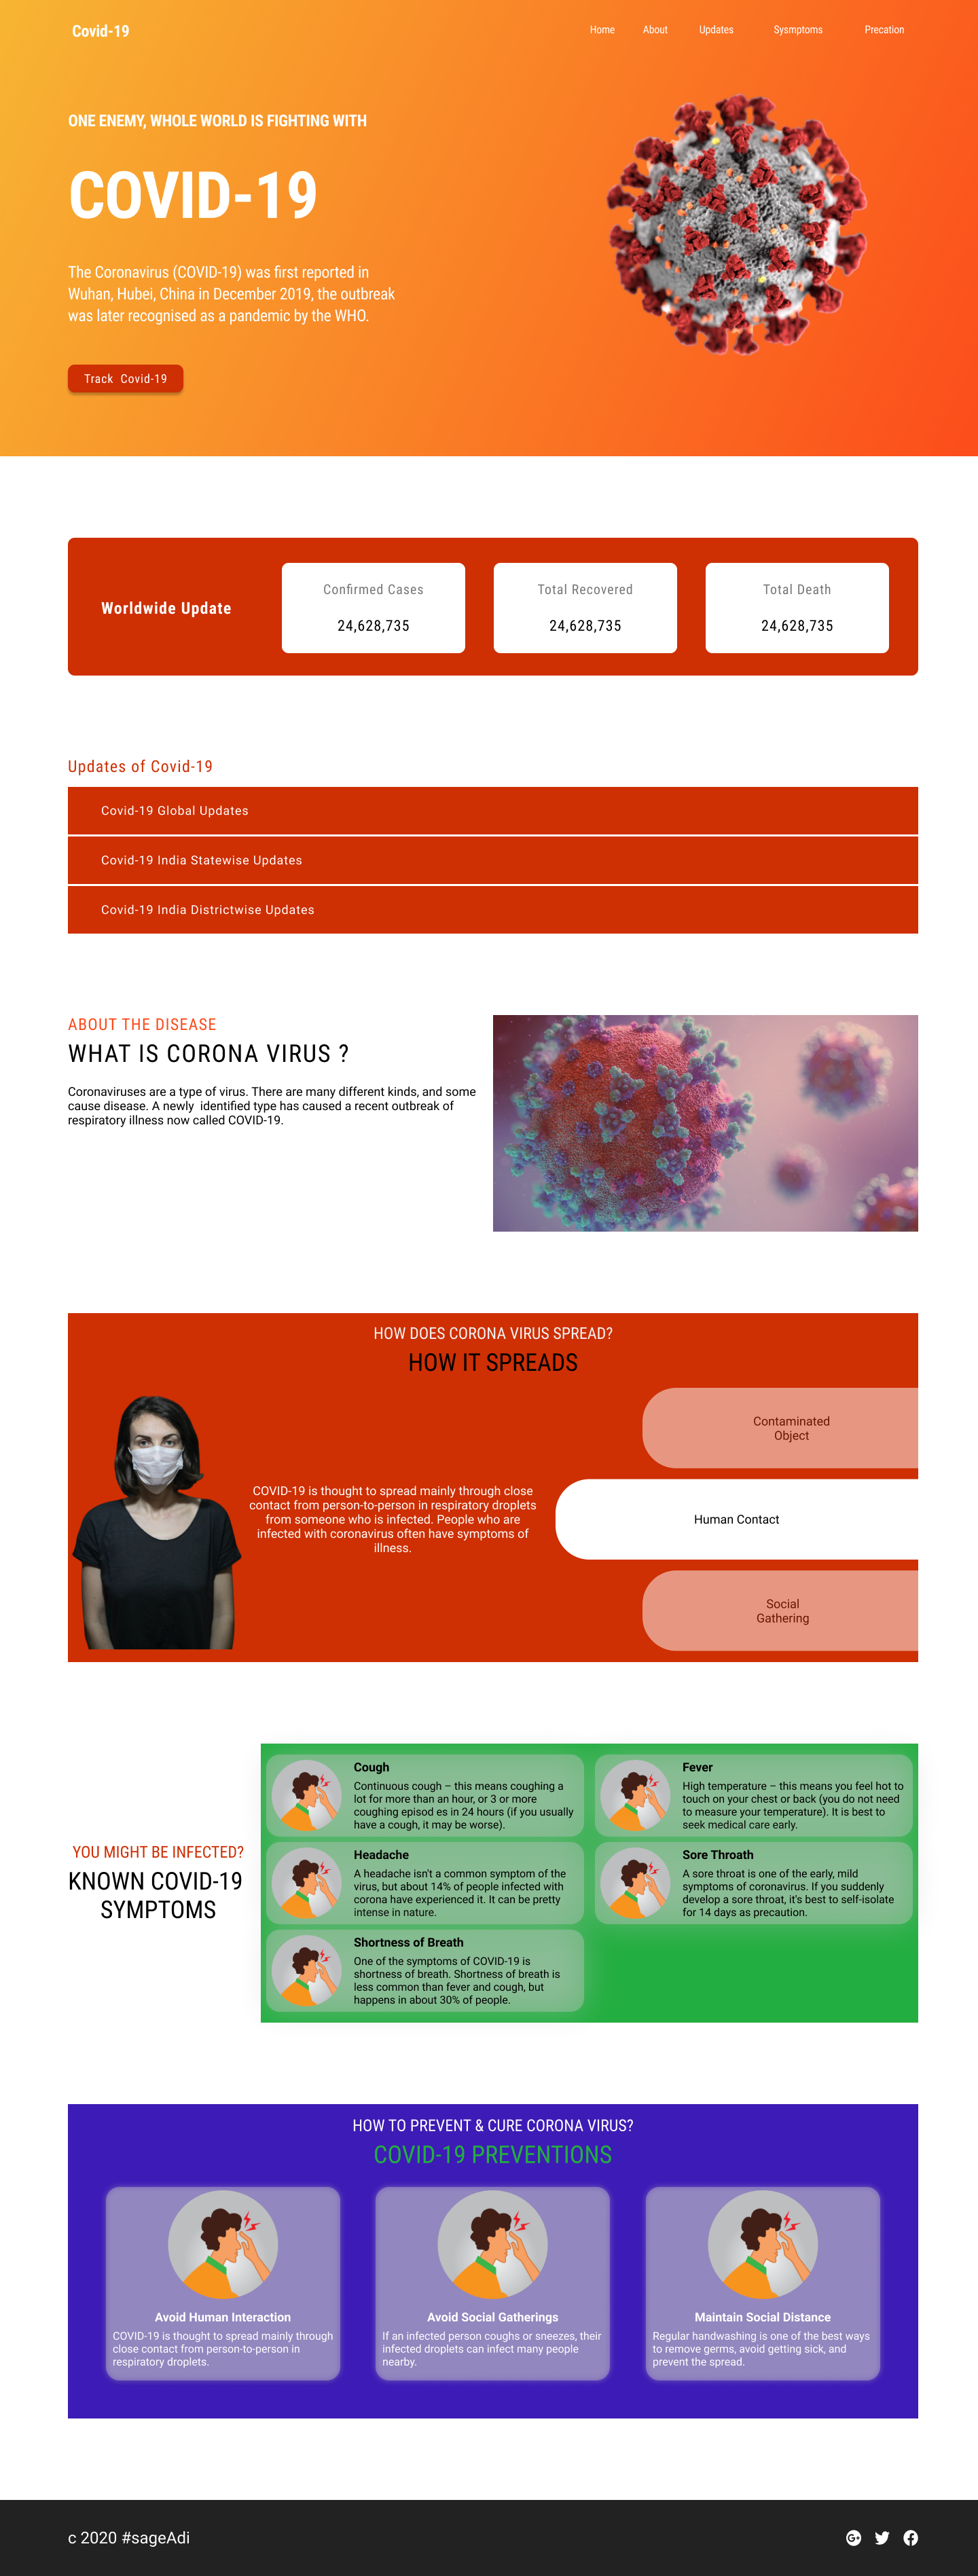 Covid-19
Home
About
Updates
Sysmptoms
Precation
ONE ENEMY, WHOLE WORLD IS FIGHTING WITH
COVID-19
The Coronavirus (COVID-19) was first reported in
Wuhan, Hubei, China in December 2019, the outbreak
was later recognised as a pandemic by the WHO.
Track Covid-19
Worldwide Update
Confirmed Cases
24,628,735
Total Recovered
24,628,735
Total Death
24,628,735
Updates of Covid-19
Covid-19 Global Updates
Covid-19 India Statewise Updates
Covid-19 India Districtwise Updates
ABOUT THE DISEASE
WHAT IS CORONA VIRUS ?
Coronaviruses are a type of virus. There are many different kinds, and some
cause disease. A newly identified type has caused a recent outbreak of
respiratory illness now called COVID-19.
HOW DOES CORONA VIRUS SPREAD?
HOW IT SPREADS
COVID-19 is thought to spread mainly through close
contact from person-to-person in respiratory droplets
from someone who is infected. People who are
infected with coronavirus often have symptoms of
illness.
Contaminated
Object
Human Contact
Social
Gathering
YOU MIGHT BE INFECTED?
KNOWN COVID-19
SYMPTOMS
Cough
Continuous cough – this means coughing a
lot for more than an hour, or 3 or more
coughing episod es in 24 hours (if you usually
have a cough, it may be worse).
Fever
High temperature – this means you feel hot to
touch on your chest or back (you do not need
to measure your temperature). It is best to
seek medical care early.
Headache
A headache isn't a common symptom of the
virus, but about 14% of people infected with
corona have experienced it. It can be pretty
intense in nature.
Sore Throath
A sore throat is one of the early, mild
symptoms of coronavirus. If you suddenly
develop a sore throat, it's best to self-isolate
for 14 days as precaution.
Shortness of Breath
One of the symptoms of COVID-19 is
shortness of breath. Shortness of breath is
less common than fever and cough, but
happens in about 30% of people.
HOW TO PREVENT & CURE CORONA VIRUS?
COVID-19 PREVENTIONS
Avoid Human Interaction
COVID-19 is thought to spread mainly through
close contact from person-to-person in
respiratory droplets.
Avoid Social Gatherings
If an infected person coughs or sneezes, their
infected droplets can infect many people
nearby.
Maintain Social Distance
Regular handwashing is one of the best ways
to remove germs, avoid getting sick, and
prevent the spread.
c 2020 #sageAdi